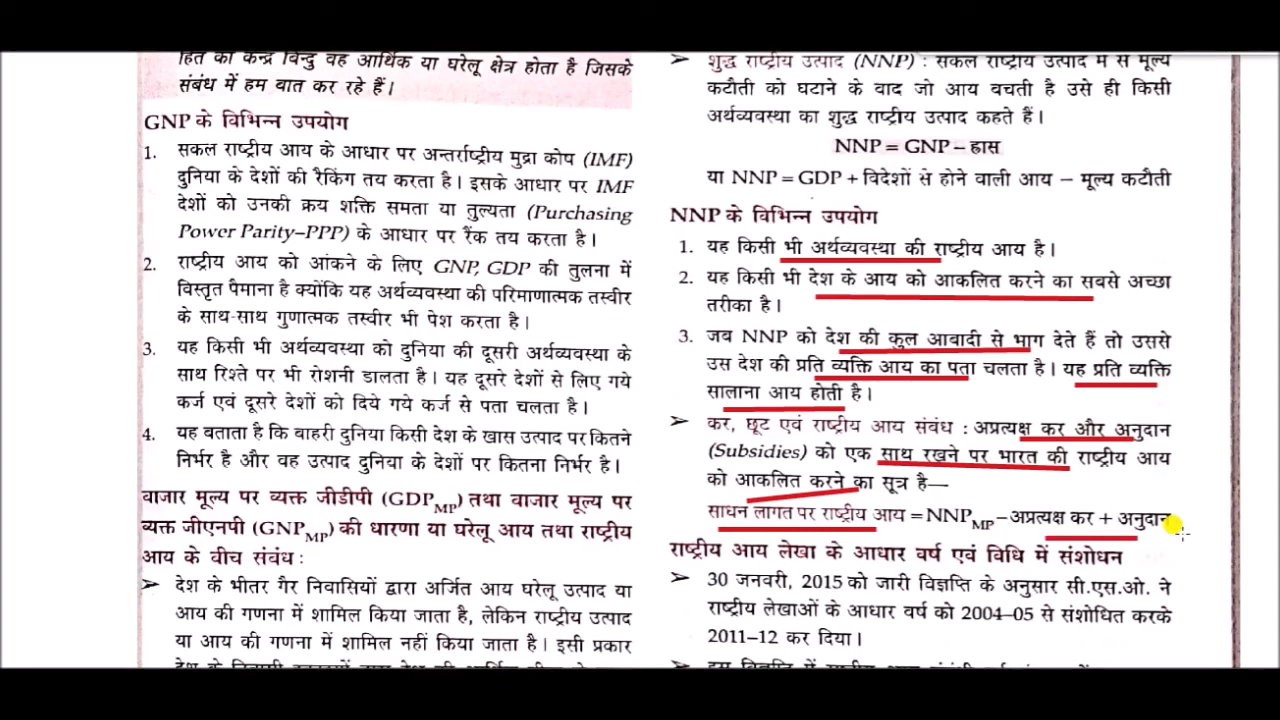 हित का केन्द्र बिन्दु वह आर्थिक या घरेलू क्षेत्र होता है जिसके
संबंध में हम बात कर रहे हैं।
GNP के विभिन्न उपयोग
1. सकल राष्ट्रीय आय के आधार पर अन्तर्राष्ट्रीय मुद्रा कोष (IMF)
दुनिया के देशों की रैंकिंग तय करता है। इसके आधार पर IMF
देशों को उनकी क्रय शक्ति समता या तुल्यता (Purchasing
Power Parity–PPP) के आधार पर रैंक तय करता है।
2. राष्ट्रीय आय को आंकने के लिए GNP, GDP की तुलना में
विस्तृत पैमाना है क्योंकि यह अर्थव्यवस्था की परिमाणात्मक तस्वीर
के साथ-साथ गुणात्मक तस्वीर भी पेश करता है।
3. यह किसी भी अर्थव्यवस्था को दुनिया की दूसरी अर्थव्यवस्था के
साथ रिश्ते पर भी रोशनी डालता है। यह दूसरे देशों से लिए गये
कर्ज एवं दूसरे देशों को दिये गये कर्ज से पता चलता है।
4. यह बताता है कि बाहरी दुनिया किसी देश के खास उत्पाद पर कितने
निर्भर है और वह उत्पाद दुनिया के देशों पर कितना निर्भर है।
बाजार मूल्य पर व्यक्त जीडीपी (GDP_MP) तथा बाजार मूल्य पर
व्यक्त जीएनपी (GNP_MP) की धारणा या घरेलू आय तथा राष्ट्रीय
आय के बीच संबंध :
➢ देश के भीतर गैर निवासियों द्वारा अर्जित आय घरेलू उत्पाद या
आय की गणना में शामिल किया जाता है, लेकिन राष्ट्रीय उत्पाद
या आय की गणना में शामिल नहीं किया जाता है। इसी प्रकार
➢ शुद्ध राष्ट्रीय उत्पाद (NNP) : सकल राष्ट्रीय उत्पाद में से मूल्य
कटौती को घटाने के बाद जो आय बचती है उसे ही किसी
अर्थव्यवस्था का शुद्ध राष्ट्रीय उत्पाद कहते हैं।
NNP = GNP – ह्रास
या NNP = GDP + विदेशों से होने वाली आय – मूल्य कटौती
NNP के विभिन्न उपयोग
1. यह किसी भी अर्थव्यवस्था की राष्ट्रीय आय है।
2. यह किसी भी देश के आय को आकलित करने का सबसे अच्छा
तरीका है।
3. जब NNP को देश की कुल आबादी से भाग देते हैं तो उससे
उस देश की प्रति व्यक्ति आय का पता चलता है। यह प्रति व्यक्ति
सालाना आय होती है।
➢ कर, छूट एवं राष्ट्रीय आय संबंध : अप्रत्यक्ष कर और अनुदान
(Subsidies) को एक साथ रखने पर भारत की राष्ट्रीय आय
को आकलित करने का सूत्र है—
साधन लागत पर राष्ट्रीय आय = NNP_MP – अप्रत्यक्ष कर + अनुदान
राष्ट्रीय आय लेखा के आधार वर्ष एवं विधि में संशोधन
➢ 30 जनवरी, 2015 को जारी विज्ञप्ति के अनुसार सी.एस.ओ. ने
राष्ट्रीय लेखाओं के आधार वर्ष को 2004–05 से संशोधित करके
2011–12 कर दिया।